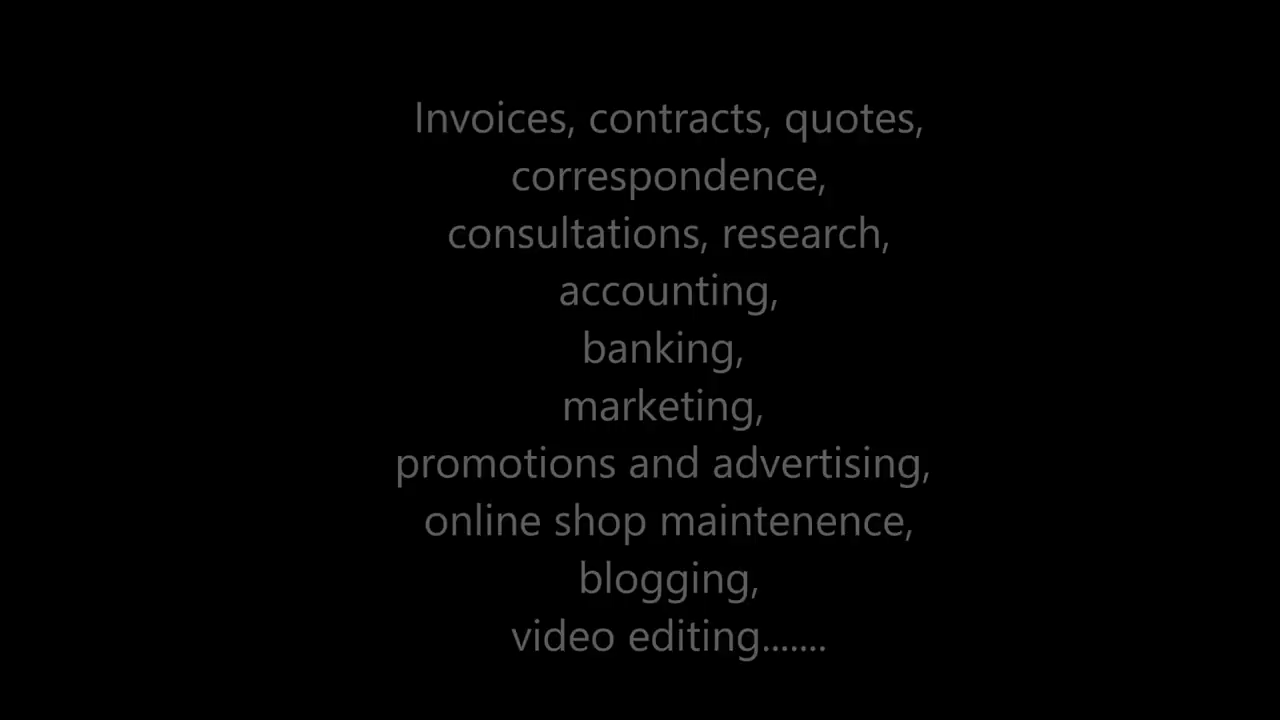 Invoices, contracts, quotes,
correspondence,
consultations, research,
accounting,
banking,
marketing,
promotions and advertising,
online shop maintenence,
blogging,
video editing.......